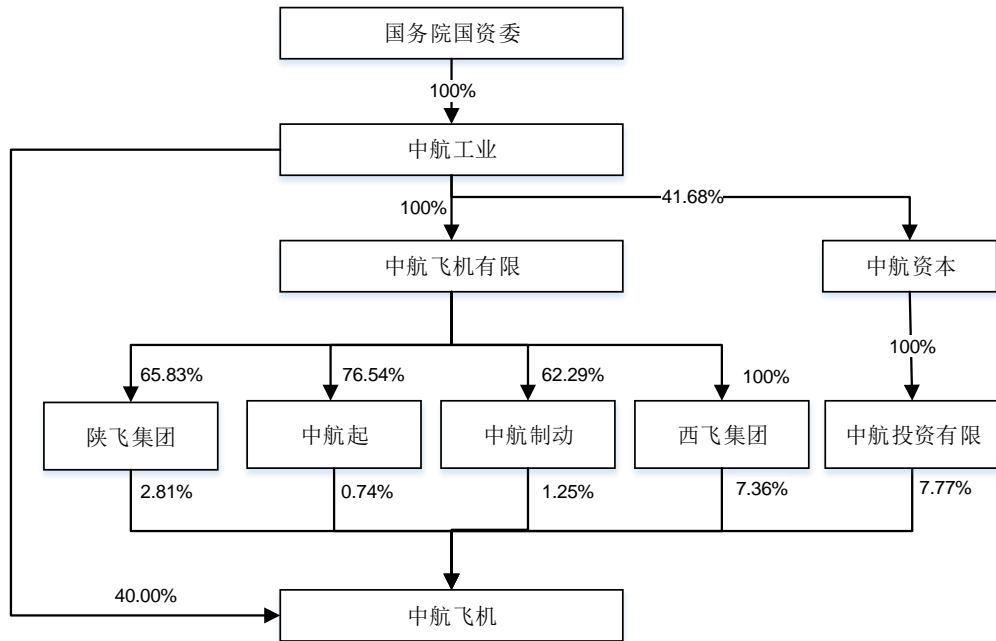 国务院国资委
100%
中航工业
100%
41.68%
中航飞机有限
中航资本
100%
65.83%
76.54%
62.29%
100%
陕飞集团
中航起
中航制动
西飞集团
中航投资有限
2.81%
0.74%
1.25%
7.36%
7.77%
40.00%
中航飞机